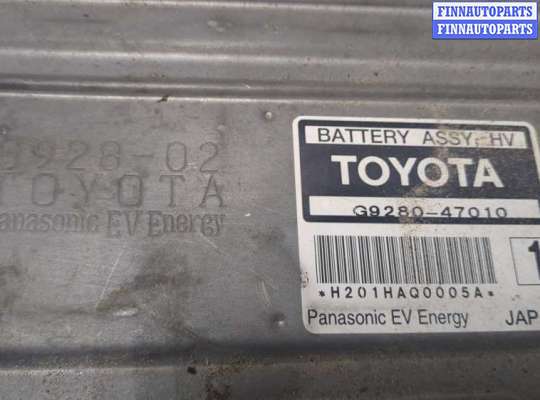 FINNAUTOPARTS
FINNAUTOPARTS
BATTERY ASSY, HV
TOYOTA
G9280-47010
*H201HAQ0005A*
1
Panasonic EV Energy
JAP
G928-02
TOYOTA
Panasonic EV Energy